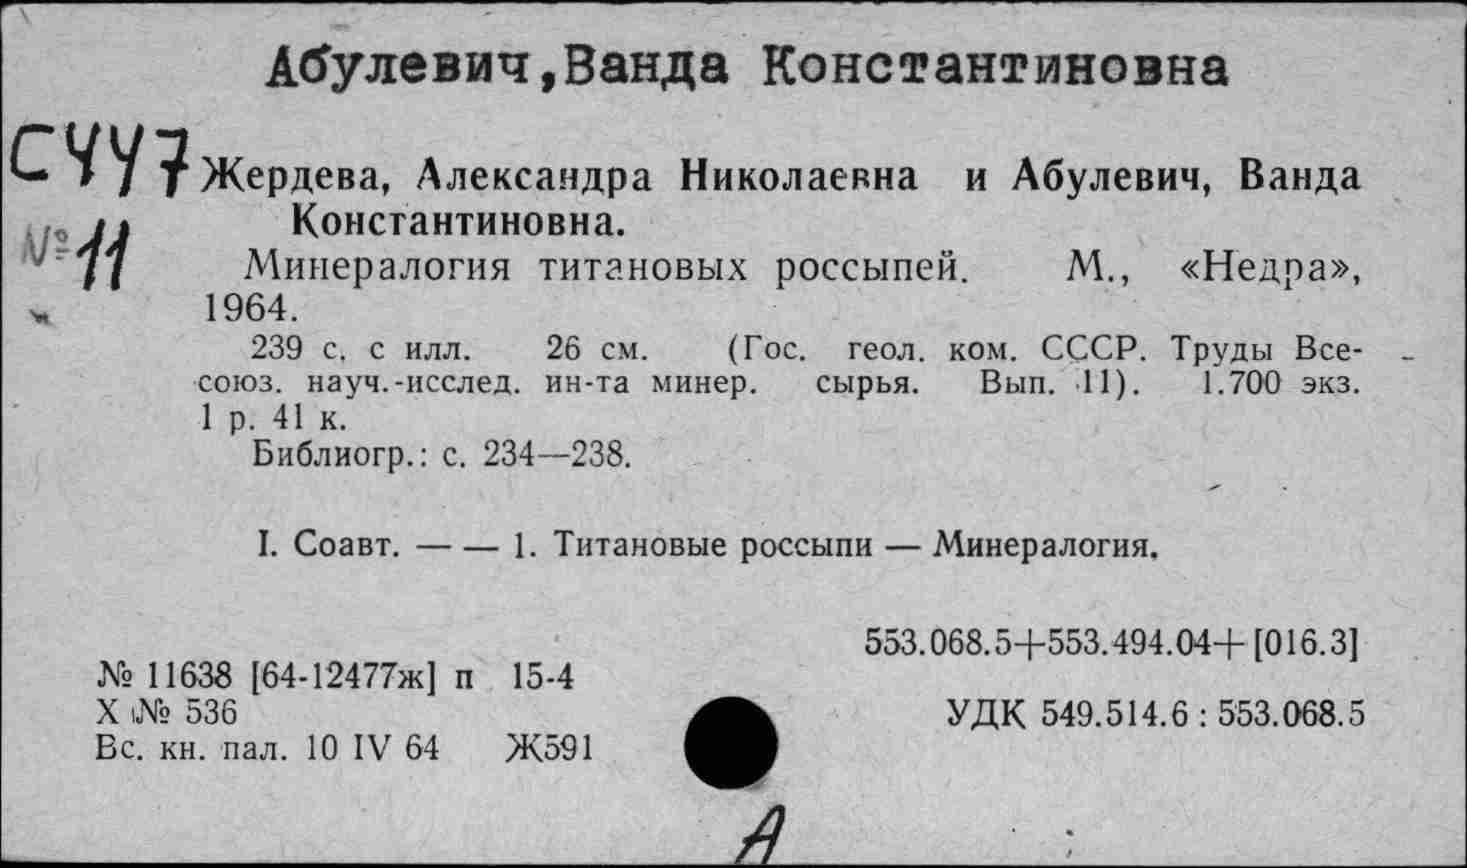 Абулевич,Ванда Константиновна
С447
Жердева, Александра Николаевна и Абулевич, Ванда
Константиновна.
№11
Минералогия титановых россыпей. М., «Недра»,
1964.
239 с. с илл. 26 см. (Гос. геол. ком. СССР. Труды Все-
союз. науч.-исслед. ин-та минер. сырья. Вып. 11). 1.700 экз.
1 р. 41 к.
Библиогр.: с. 234—238.
I. Соавт. — — 1. Титановые россыпи — Минералогия.
553.068.5+553.494.04+[016.3]
№ 11638 [64-12477ж] п 15-4
X № 536
УДК 549.514.6 : 553.068.5
Вс. кн. пал. 10 IV 64 Ж591
А